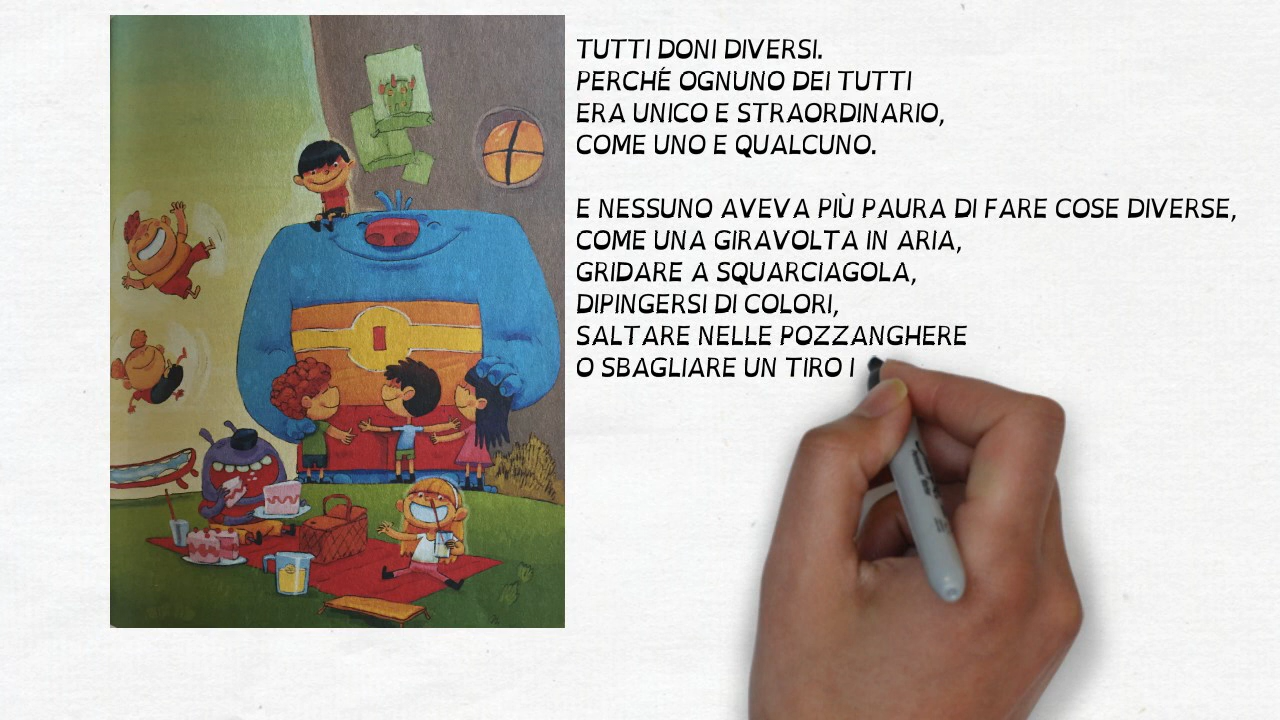 TUTTI DONI DIVERSI.
PERCHÉ OGNUNO DEI TUTTI
ERA UNICO E STRAORDINARIO,
COME UNO E QUALCUNO.
E NESSUNO AVEVA PIÙ PAURA DI FARE COSE DIVERSE,
COME UNA GIRAVOLTA IN ARIA,
GRIDARE A SQUARCIAGOLA,
DIPINGERSI DI COLORI,
SALTARE NELLE POZZANGHERE
O SBAGLIARE UN TIRO I